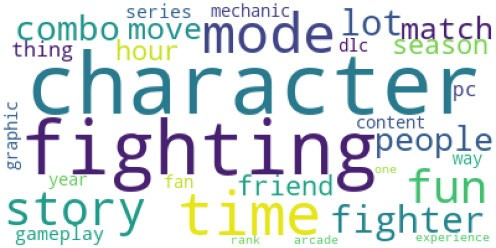 series mechanic
combo move mode lot match
thing hour dlc season
character pc
graphic content
fighting people
year fan friend way
one
story time fun
gameplay fighter
rank arcade experience